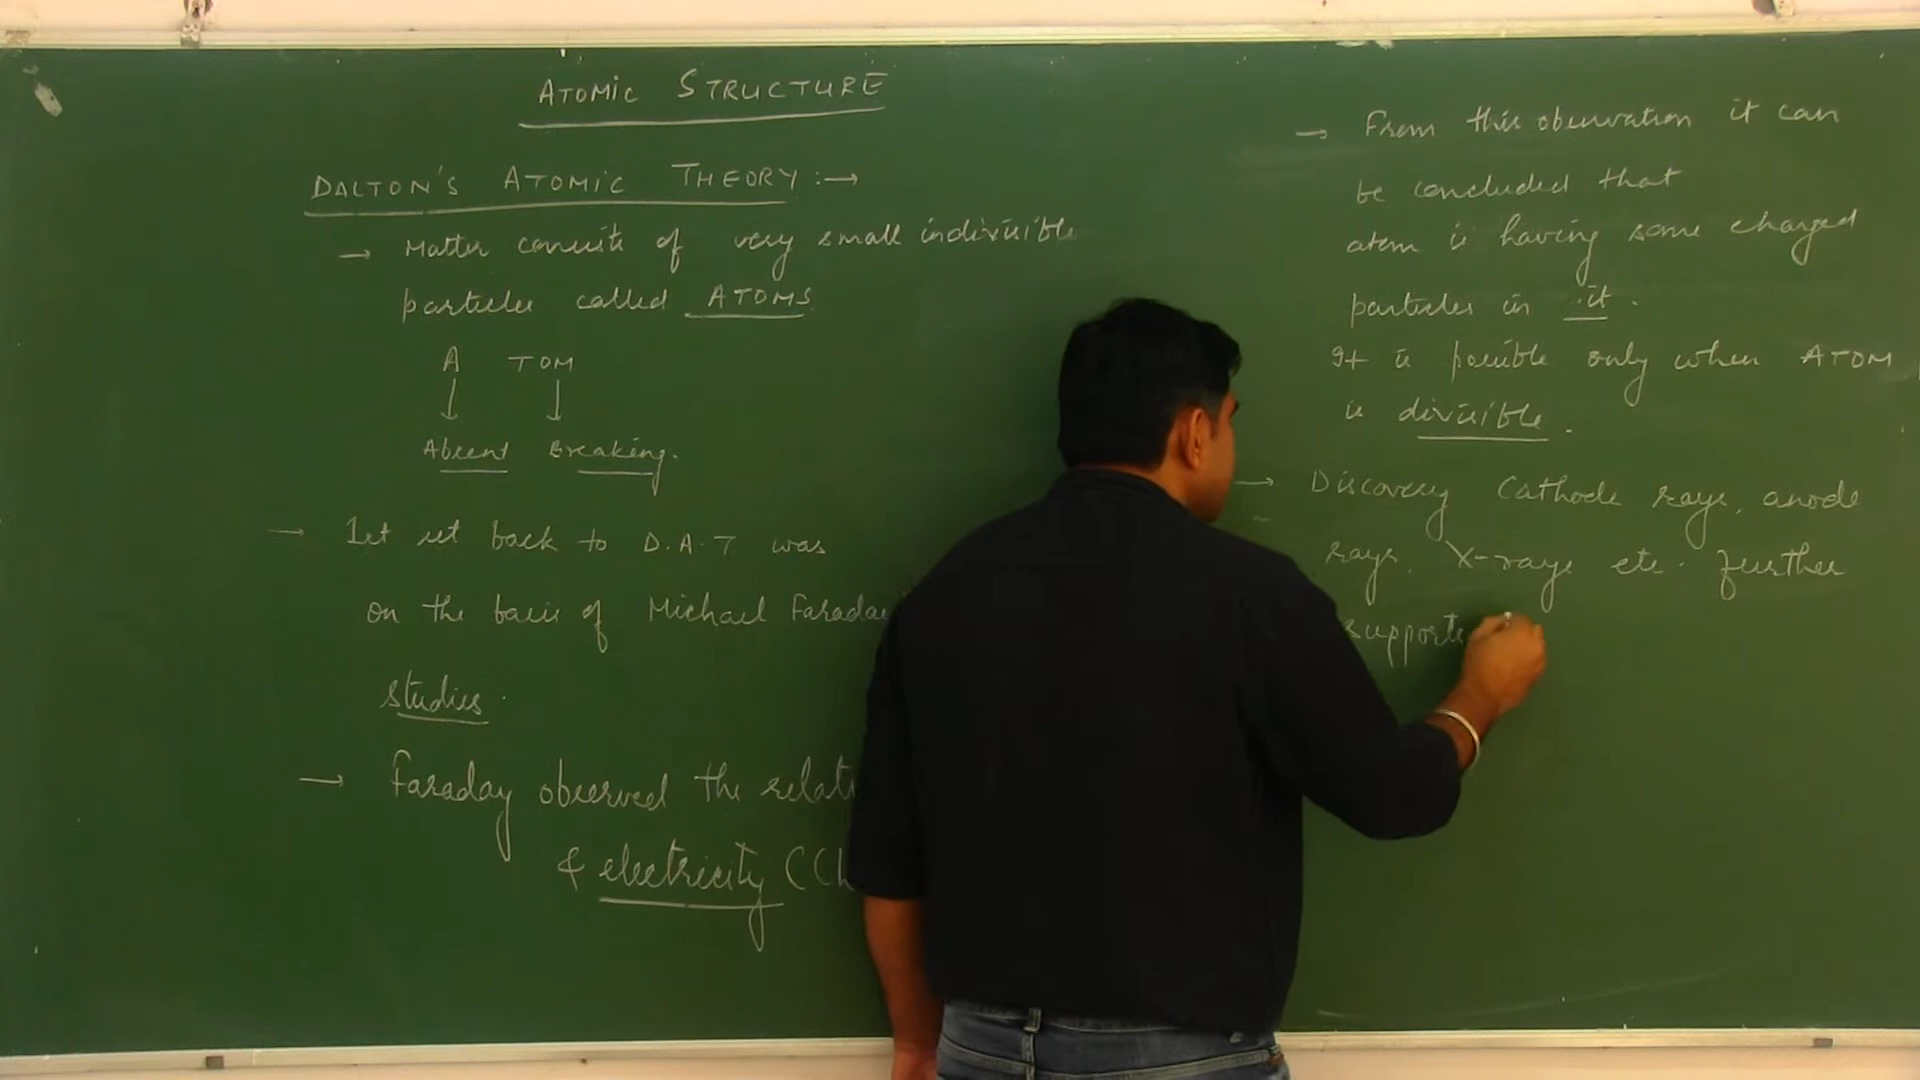 ATOMIC STRUCTURE
DALTON'S ATOMIC THEORY :→
→ Matter consists of very small indivisible
particles called ATOMS
A TOM
↓ ↓
Absent Breaking.
→ 1st set back to D.A.T was
on the basis of Michael Faraday
studies.
→ Faraday observed the
& electricity
→ From this observation it can
be concluded that
atom is having some charged
particles in it.
It is possible only when ATOM
is divisible.
→ Discovery Cathode rays, anode
rays, X-rays etc. further